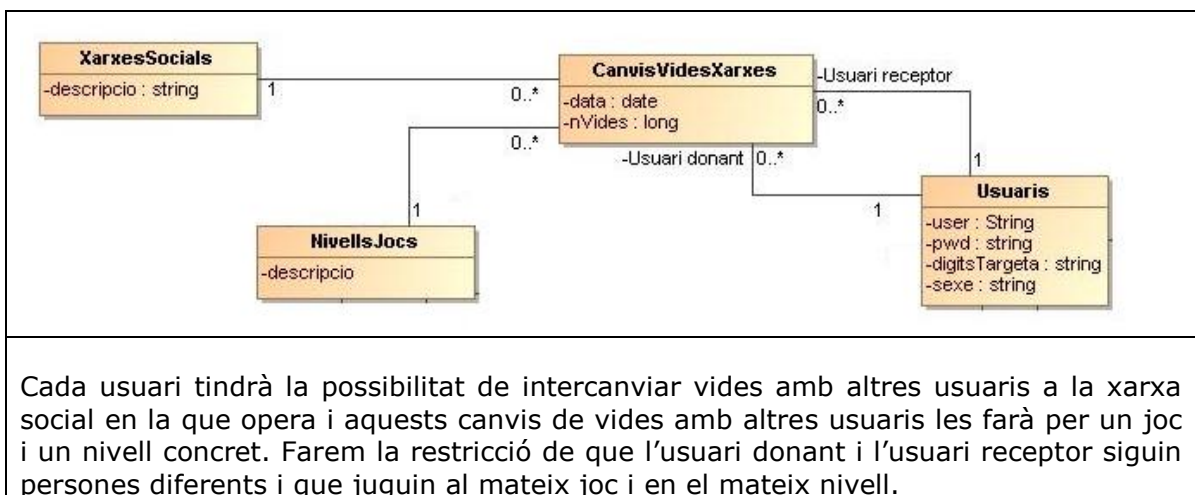 XarxesSocials
-descripcio : string
1
0..*
CanvisVidesXarxes
-data : date
-nVides : long
-Usuari receptor
0..*
0..*
-Usuari donant
0..*
1
1
1
NivellsJocs
-descripcio
Usuaris
-user : String
-pwd : string
-digitsTargeta : string
-sexe : string
Cada usuari tindrà la possibilitat de intercanviar vides amb altres usuaris a la xarxa
social en la que opera i aquests canvis de vides amb altres usuaris les farà per un joc
i un nivell concret. Farem la restricció de que l'usuari donant i l'usuari receptor siguin
persones diferents i que juguin al mateix joc i en el mateix nivell.